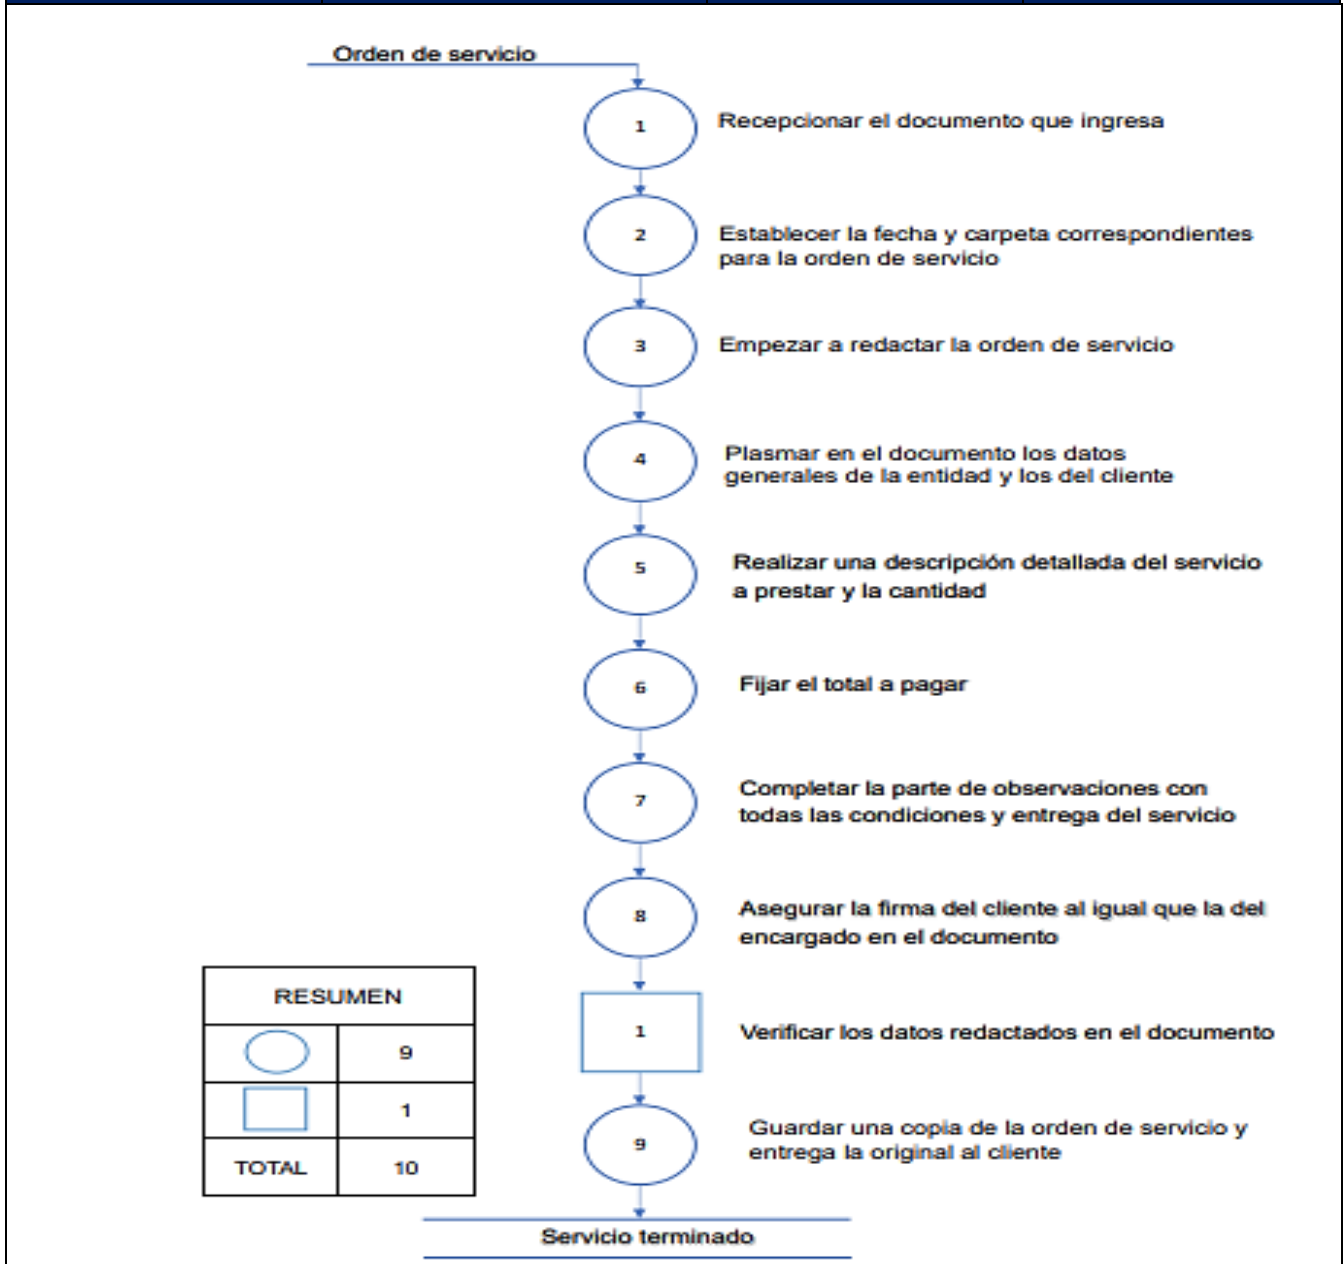 Orden de servicio
1
Recepcionar el documento que ingresa
2
Establecer la fecha y carpeta correspondientes
para la orden de servicio
3
Empezar a redactar la orden de servicio
4
Plasmar en el documento los datos
generales de la entidad y los del cliente
5
Realizar una descripción detallada del servicio
a prestar y la cantidad
6
Fijar el total a pagar
7
Completar la parte de observaciones con
todas las condiciones y entrega del servicio
8
Asegurar la firma del cliente al igual que la del
encargado en el documento
1
Verificar los datos redactados en el documento
9
Guardar una copia de la orden de servicio y
entrega la original al cliente
Servicio terminado
RESUMEN
9
1
TOTAL 10